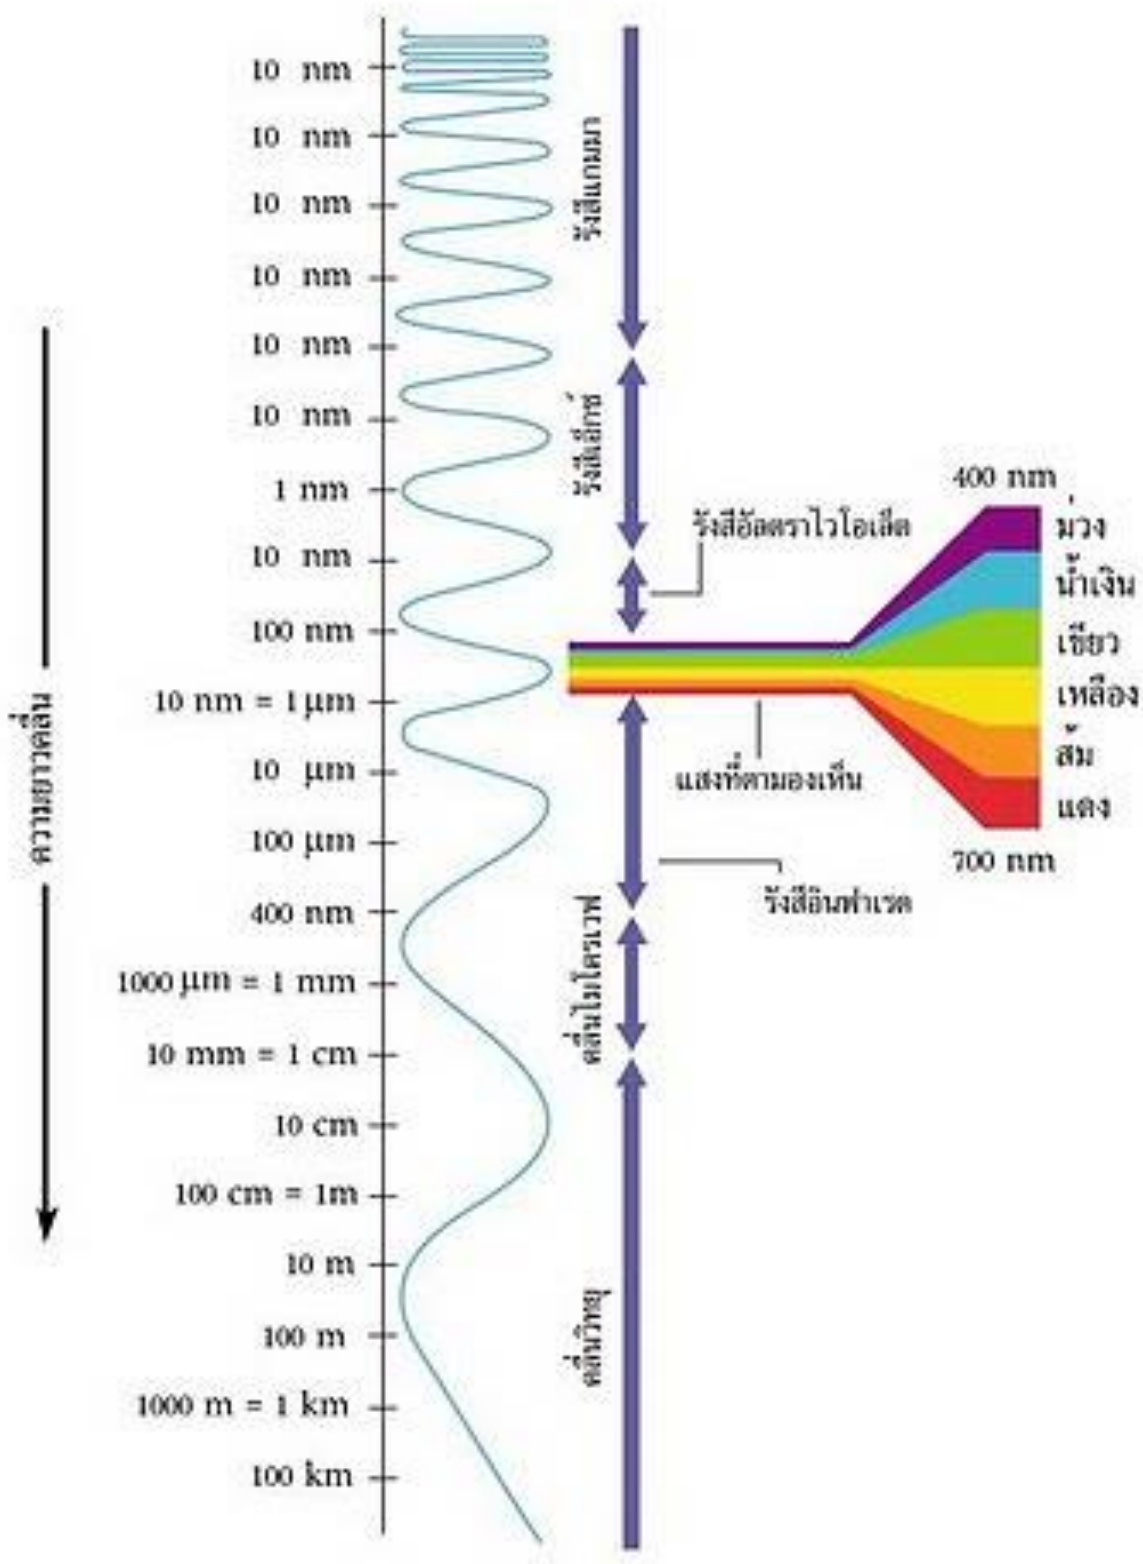 10 nm
10 nm
10 nm
10 nm
10 nm
10 nm
1 nm
10 nm
100 nm
10 nm = 1 μm
10 μm
100 μm
400 nm
1000 μm = 1 mm
10 mm = 1 cm
10 cm
100 cm = 1m
10 m
100 m
1000 m = 1 km
100 km
ความยาวคลื่น
รังสีแกมมา
รังสีเอ็กซ์
รังสีอัลตราไวโอเล็ต
แสงที่ตามองเห็น
รังสีอินฟาเรด
คลื่นไมโครเวฟ
คลื่นวิทยุ
400 nm
ม่วง
น้ำเงิน
เขียว
เหลือง
ส้ม
แดง
700 nm